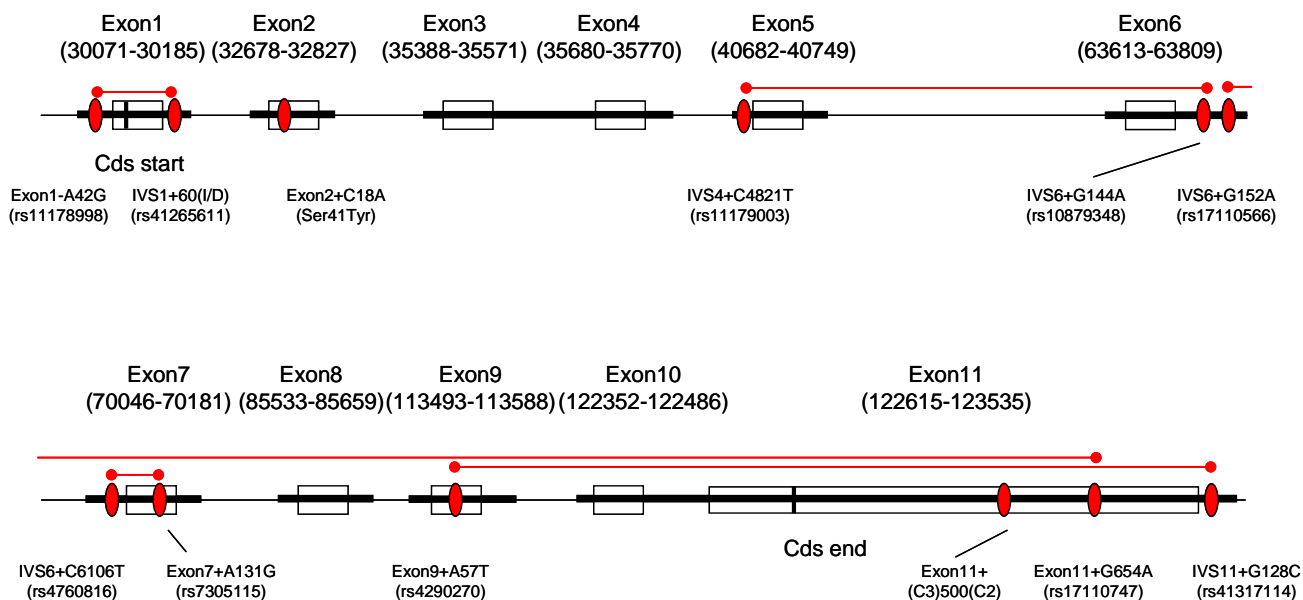 Exon1 Exon2 Exon3 Exon4 Exon5 Exon6
(30071-30185) (32678-32827) (35388-35571) (35680-35770) (40682-40749) (63613-63809)
Cds start
Exon1-A42G IVS1+60(I/D) Exon2+C18A IVS4+C4821T IVS6+G144A IVS6+G152A
(rs11178998) (rs41265611) (Ser41Tyr) (rs11179003) (rs10879348) (rs17110566)
Exon7 Exon8 Exon9 Exon10 Exon11
(70046-70181) (85533-85659) (113493-113588) (122352-122486) (122615-123535)
Cds end
IVS6+C6106T Exon7+A131G Exon9+A57T Exon11+ Exon11+G654A IVS11+G128C
(rs4760816) (rs7305115) (rs4290270) (C3)500(C2) (rs17110747) (rs41317114)